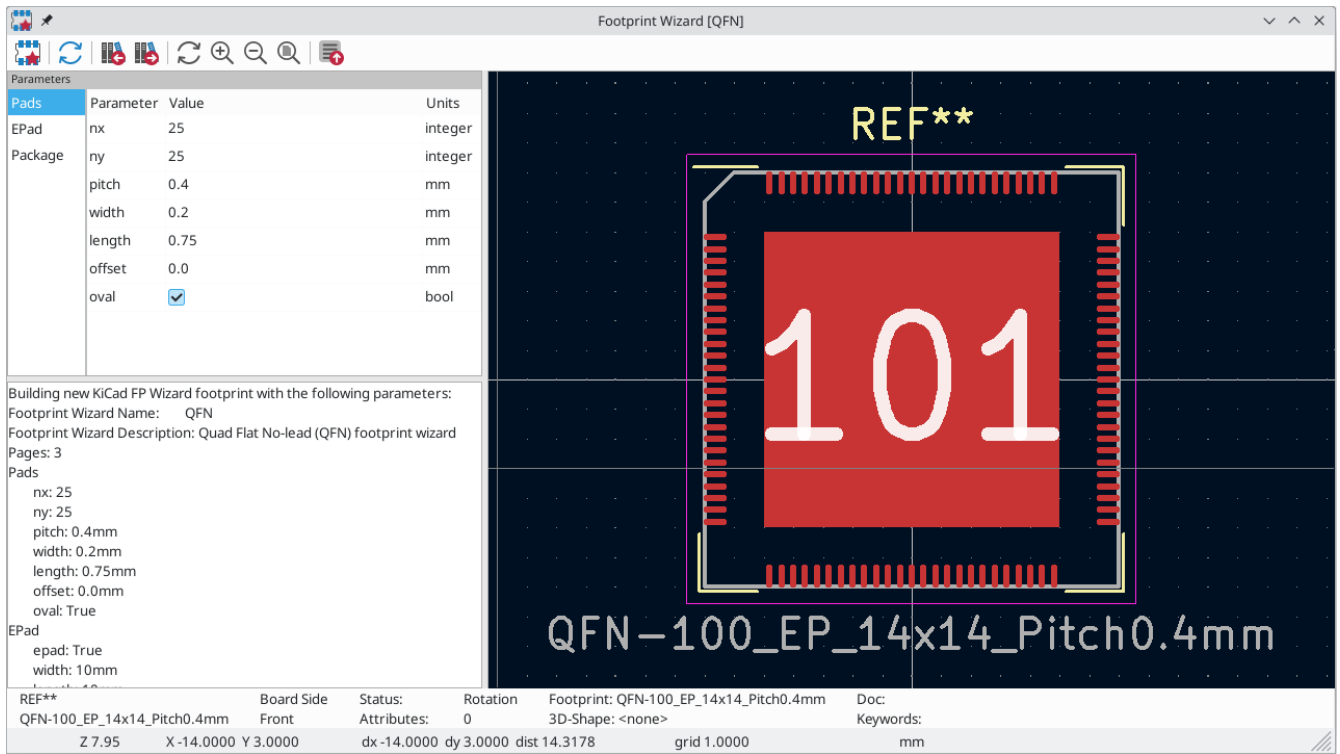 Footprint Wizard [QFN]
Parameters
Pads
EPad
Package
Parameter Value Units
nx 25 integer
ny 25 integer
pitch 0.4 mm
width 0.2 mm
length 0.75 mm
offset 0.0 mm
oval bool
Building new KiCad FP Wizard footprint with the following parameters:
Footprint Wizard Name: QFN
Footprint Wizard Description: Quad Flat No-lead (QFN) footprint wizard
Pages: 3
Pads
nx: 25
ny: 25
pitch: 0.4mm
width: 0.2mm
length: 0.75mm
offset: 0.0mm
oval: True
EPad
epad: True
width: 10mm
REF**
101
QFN-100_EP_14x14_Pitch0.4mm
REF** Board Side Status: Rotation Footprint: QFN-100_EP_14x14_Pitch0.4mm Doc:
QFN-100_EP_14x14_Pitch0.4mm Front Attributes: 0 3D-Shape: <none> Keywords:
Z 7.95 X -14.0000 Y 3.0000 dx -14.0000 dy 3.0000 dist 14.3178 grid 1.0000 mm